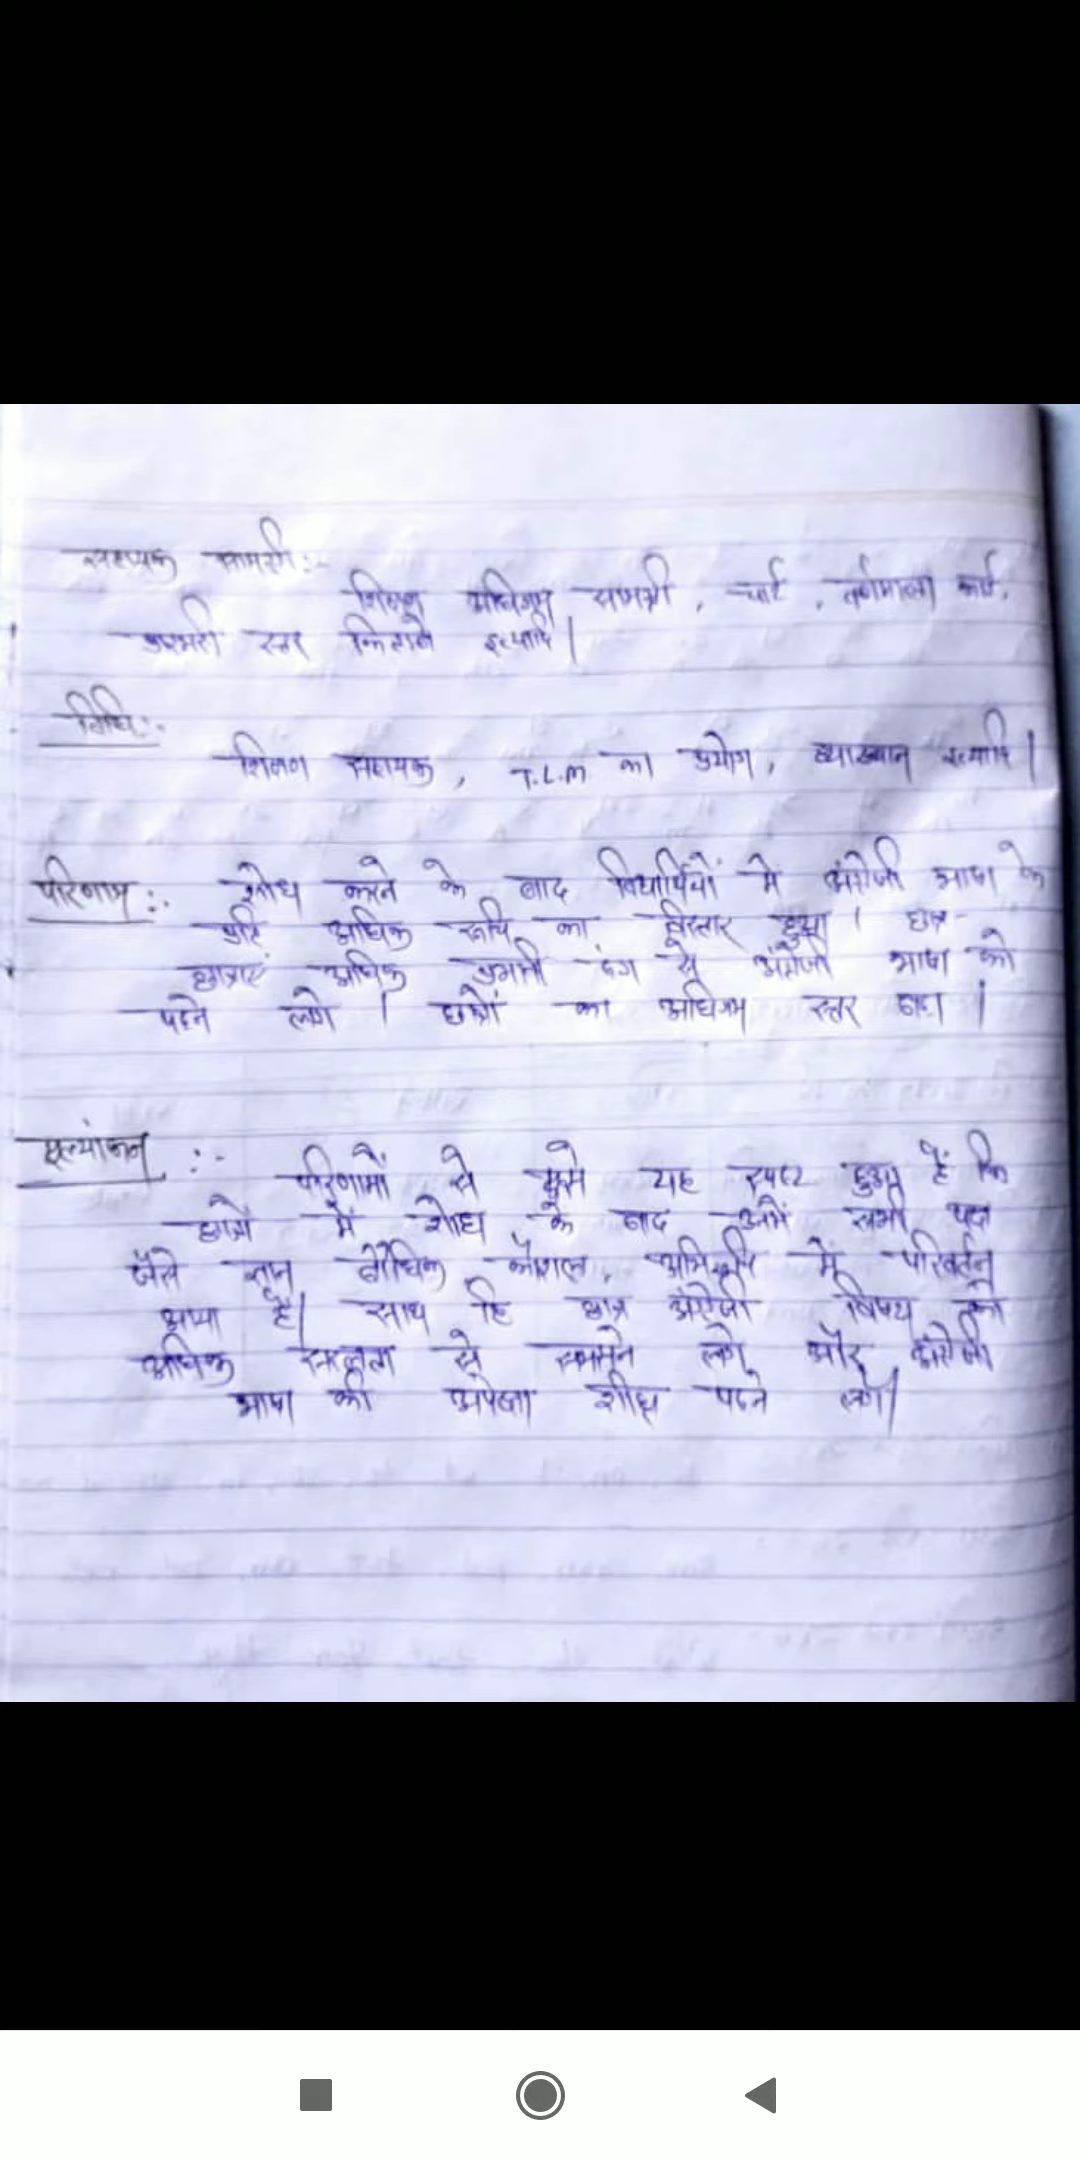 सहायक सामग्री :-
शिक्षण अधिगम सामग्री, चार्ट, वर्णमाला कार्ड,
स्तर किताबें इत्यादि।
विधि :-
शिक्षण सहायक, T.L.M का प्रयोग, व्याख्यान इत्यादि।
परिणाम :- शोध करने के बाद विद्यार्थियों में अंग्रेजी भाषा के
प्रति अधिक रूचि का विस्तार हुआ। छात्र-
छात्राएं अधिक ढंग से अंग्रेजी भाषा को
पढ़ने लगे। छात्रों का अधिगम स्तर बढ़ा।
मूल्यांकन :-
परिणामों से मुझे यह स्पष्ट हुआ है कि
छात्रों में शोध के बाद उनमें सभी पक्ष
जैसे ज्ञान बौधिक कौशल, अभिरूचि में परिवर्तन
आया है। साथ हि छात्र अंग्रेजी विषय को
अधिक सरलता से समझने लगे और अंग्रेजी
भाषा की अपेक्षा शीघ्र पढ़ने लगे।